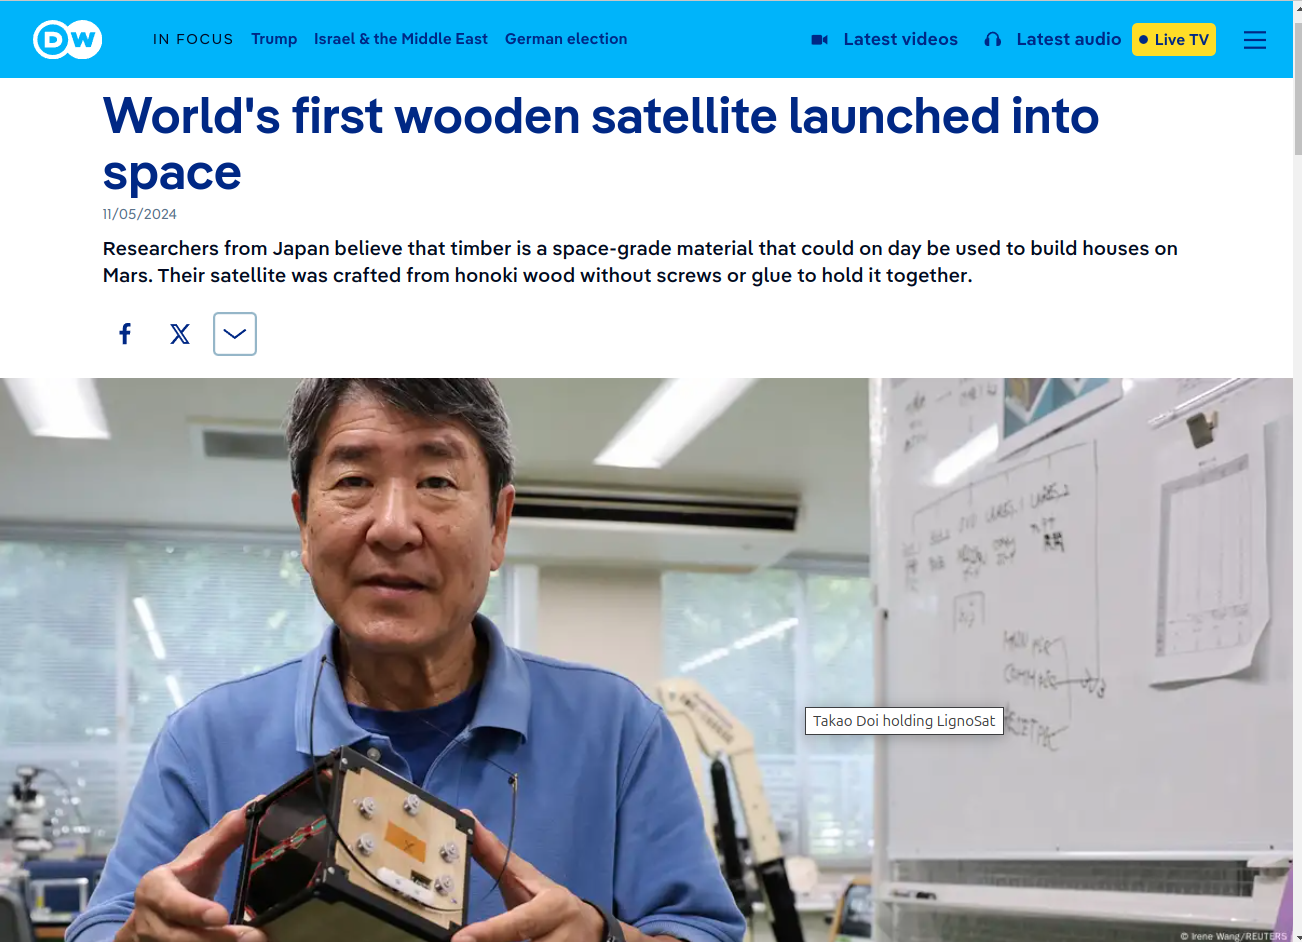 DW
IN FOCUS Trump Israel & the Middle East German election Latest videos Latest audio Live TV
World's first wooden satellite launched into
space
11/05/2024
Researchers from Japan believe that timber is a space-grade material that could on day be used to build houses on
Mars. Their satellite was crafted from honoki wood without screws or glue to hold it together.
Takao Doi holding LignoSat
© Irene Wang/REUTERS